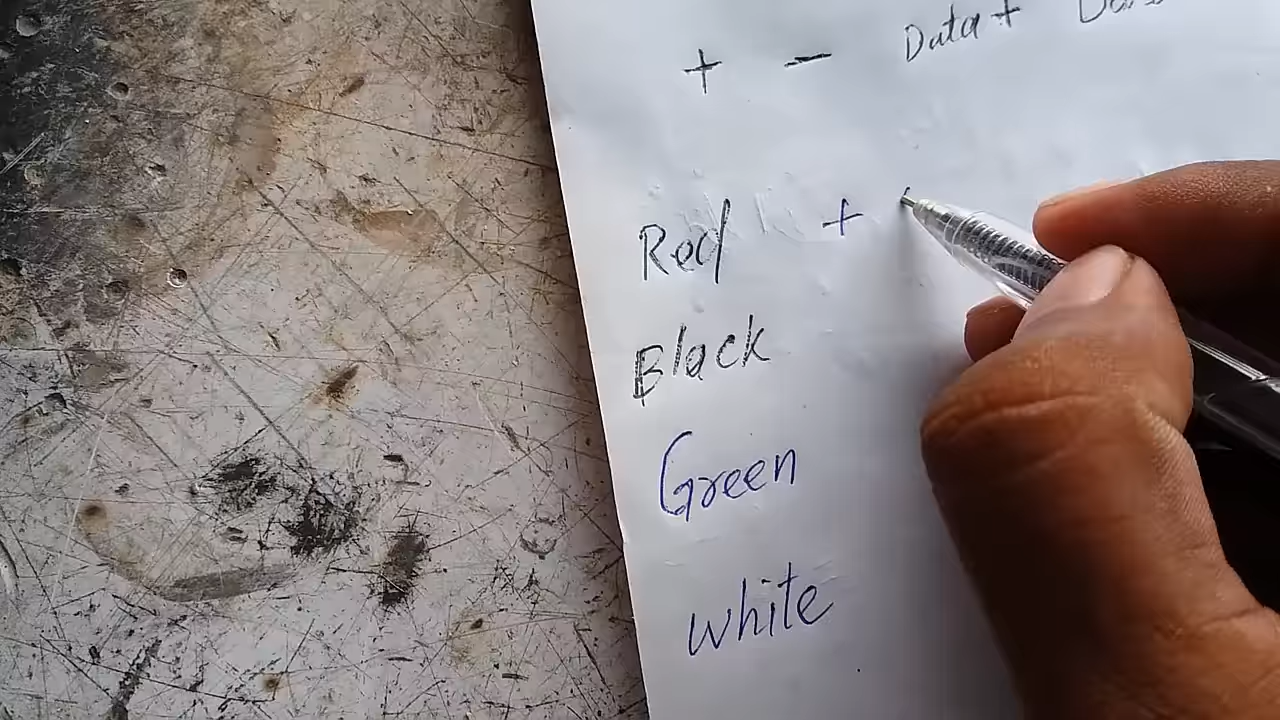 + - Data+
Red +
Black
Green
White